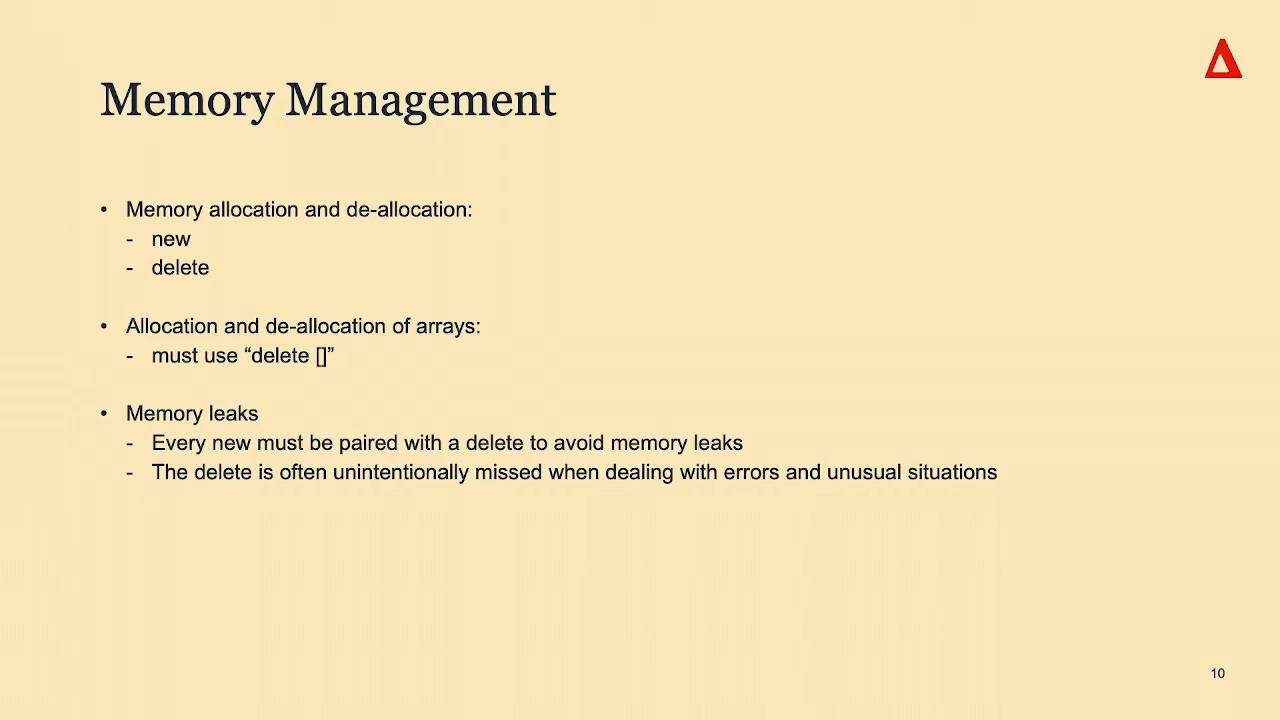 Memory Management
• Memory allocation and de-allocation:
- new
- delete
• Allocation and de-allocation of arrays:
- must use “delete []”
• Memory leaks
- Every new must be paired with a delete to avoid memory leaks
- The delete is often unintentionally missed when dealing with errors and unusual situations
10